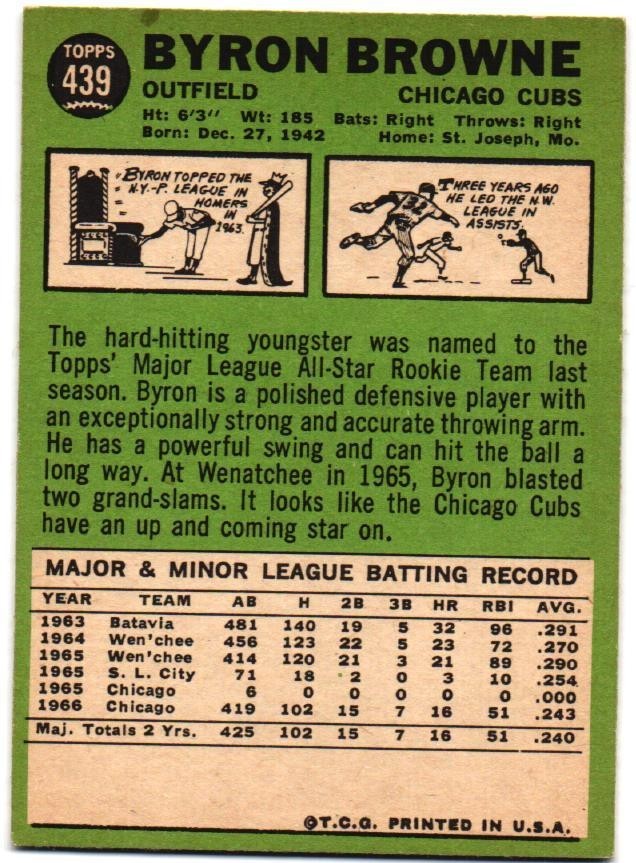 TOPPS
439
BYRON BROWNE
OUTFIELD CHICAGO CUBS
Ht: 6'3" Wt: 185 Bats: Right Throws: Right
Born: Dec. 27, 1942 Home: St. Joseph, Mo.
BYRON TOPPED THE
N.Y.-P. LEAGUE IN
HOMERS
IN
1963.
THREE YEARS AGO
HE LED THE N.W.
LEAGUE IN
ASSISTS.
The hard-hitting youngster was named to the
Topps' Major League All-Star Rookie Team last
season. Byron is a polished defensive player with
an exceptionally strong and accurate throwing arm.
He has a powerful swing and can hit the ball a
long way. At Wenatchee in 1965, Byron blasted
two grand-slams. It looks like the Chicago Cubs
have an up and coming star on.
MAJOR & MINOR LEAGUE BATTING RECORD
YEAR TEAM AB H 2B 3B HR RBI AVG.
1963 Batavia 481 140 19 5 32 96 .291
1964 Wen'chee 456 123 22 5 23 72 .270
1965 Wen'chee 414 120 21 3 21 89 .290
1965 S. L. City 71 18 2 0 3 10 .254
1965 Chicago 6 0 0 0 0 0 .000
1966 Chicago 419 102 15 7 16 51 .243
Maj. Totals 2 Yrs. 425 102 15 7 16 51 .240
©T.C.G. PRINTED IN U.S.A.